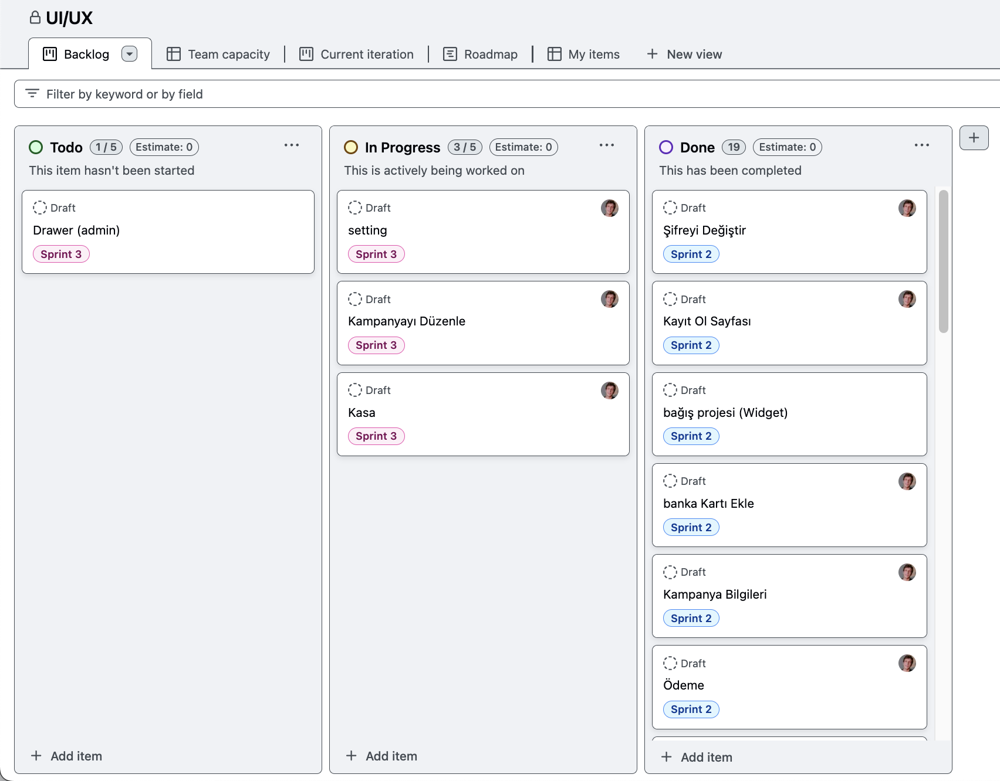 UI/UX
Backlog
Team capacity
Current iteration
Roadmap
My items
New view
Filter by keyword or by field
Todo 1 / 5 Estimate: 0
This item hasn't been started
Draft
Drawer (admin)
Sprint 3
Add item
In Progress 3 / 5 Estimate: 0
This is actively being worked on
Draft
setting
Sprint 3
Draft
Kampanyayı Düzenle
Sprint 3
Draft
Kasa
Sprint 3
Add item
Done 19 Estimate: 0
This has been completed
Draft
Şifreyi Değiştir
Sprint 2
Draft
Kayıt Ol Sayfası
Sprint 2
Draft
bağış projesi (Widget)
Sprint 2
Draft
banka Kartı Ekle
Sprint 2
Draft
Kampanya Bilgileri
Sprint 2
Draft
Ödeme
Sprint 2
Add item